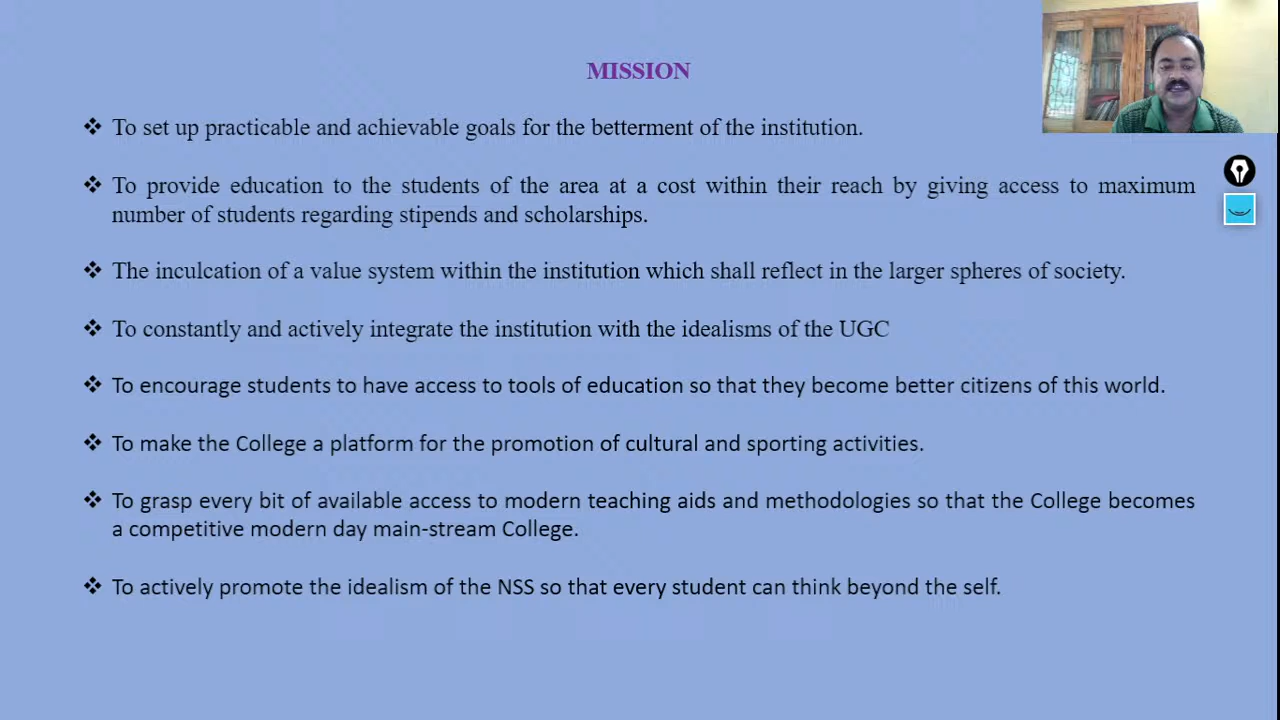 MISSION
❖ To set up practicable and achievable goals for the betterment of the institution.
❖ To provide education to the students of the area at a cost within their reach by giving access to maximum
number of students regarding stipends and scholarships.
❖ The inculcation of a value system within the institution which shall reflect in the larger spheres of society.
❖ To constantly and actively integrate the institution with the idealisms of the UGC
❖ To encourage students to have access to tools of education so that they become better citizens of this world.
❖ To make the College a platform for the promotion of cultural and sporting activities.
❖ To grasp every bit of available access to modern teaching aids and methodologies so that the College becomes
a competitive modern day main-stream College.
❖ To actively promote the idealism of the NSS so that every student can think beyond the self.